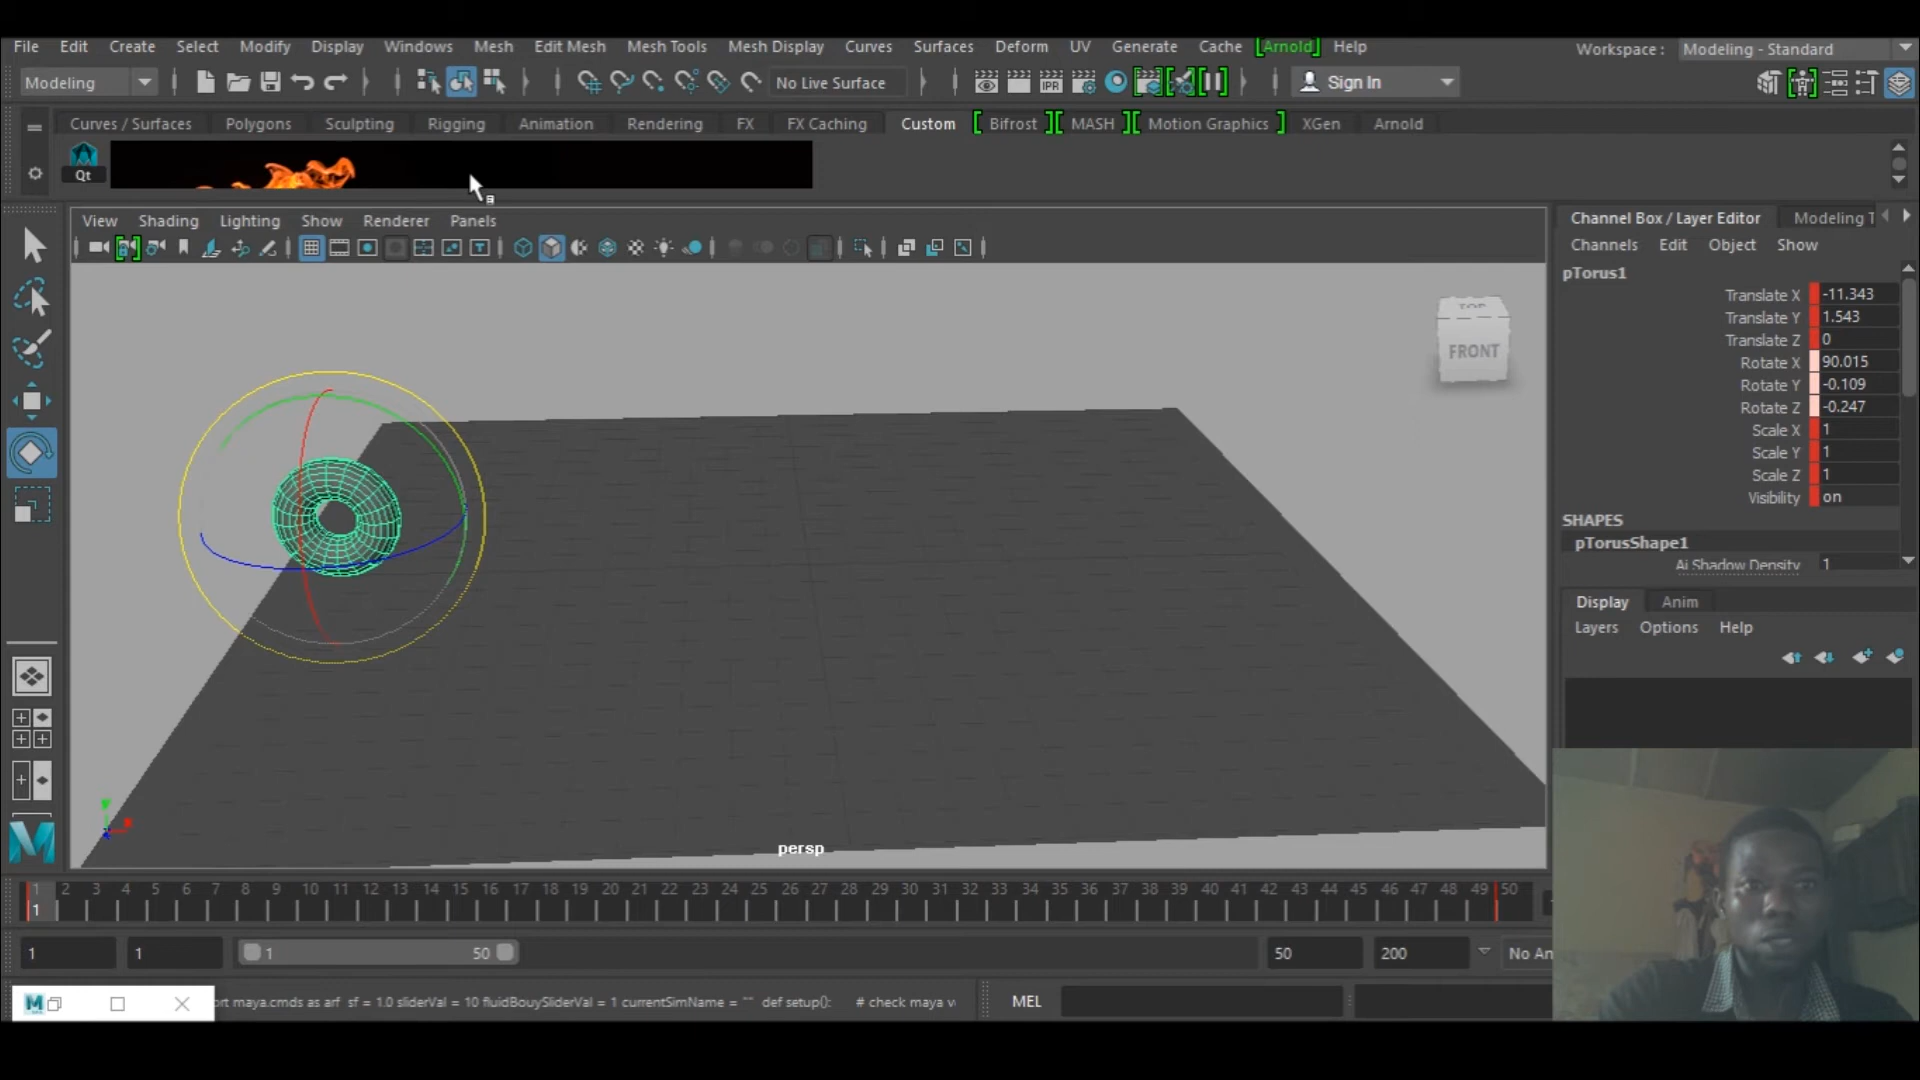 File Edit Create Select Modify Display Windows Mesh Edit Mesh Mesh Tools Mesh Display Curves Surfaces Deform UV Generate Cache [Arnold] Help Workspace : Modeling - Standard
Modeling No Live Surface IPR Sign In
Curves / Surfaces Polygons Sculpting Rigging Animation Rendering FX FX Caching Custom [ Bifrost ][ MASH ][ Motion Graphics ] XGen Arnold
Qt
View Shading Lighting Show Renderer Panels
Channel Box / Layer Editor Modeling T
Channels Edit Object Show
pTorus1
Translate X -11.343
Translate Y 1.543
Translate Z 0
Rotate X 90.015
Rotate Y -0.109
Rotate Z -0.247
Scale X 1
Scale Y 1
Scale Z 1
Visibility on
SHAPES
pTorusShape1
Ai Shadow Density 1
TOP
FRONT
Display Anim
Layers Options Help
persp
1 2 3 4 5 6 7 8 9 10 11 12 13 14 15 16 17 18 19 20 21 22 23 24 25 26 27 28 29 30 31 32 33 34 35 36 37 38 39 40 41 42 43 44 45 46 47 48 49 50
1
1 1 1 50 50 200 No An
M ort maya.cmds as arf sf = 1.0 sliderVal = 10 fluidBouySliderVal = 1 currentSimName = "" def setup(): # check maya v MEL